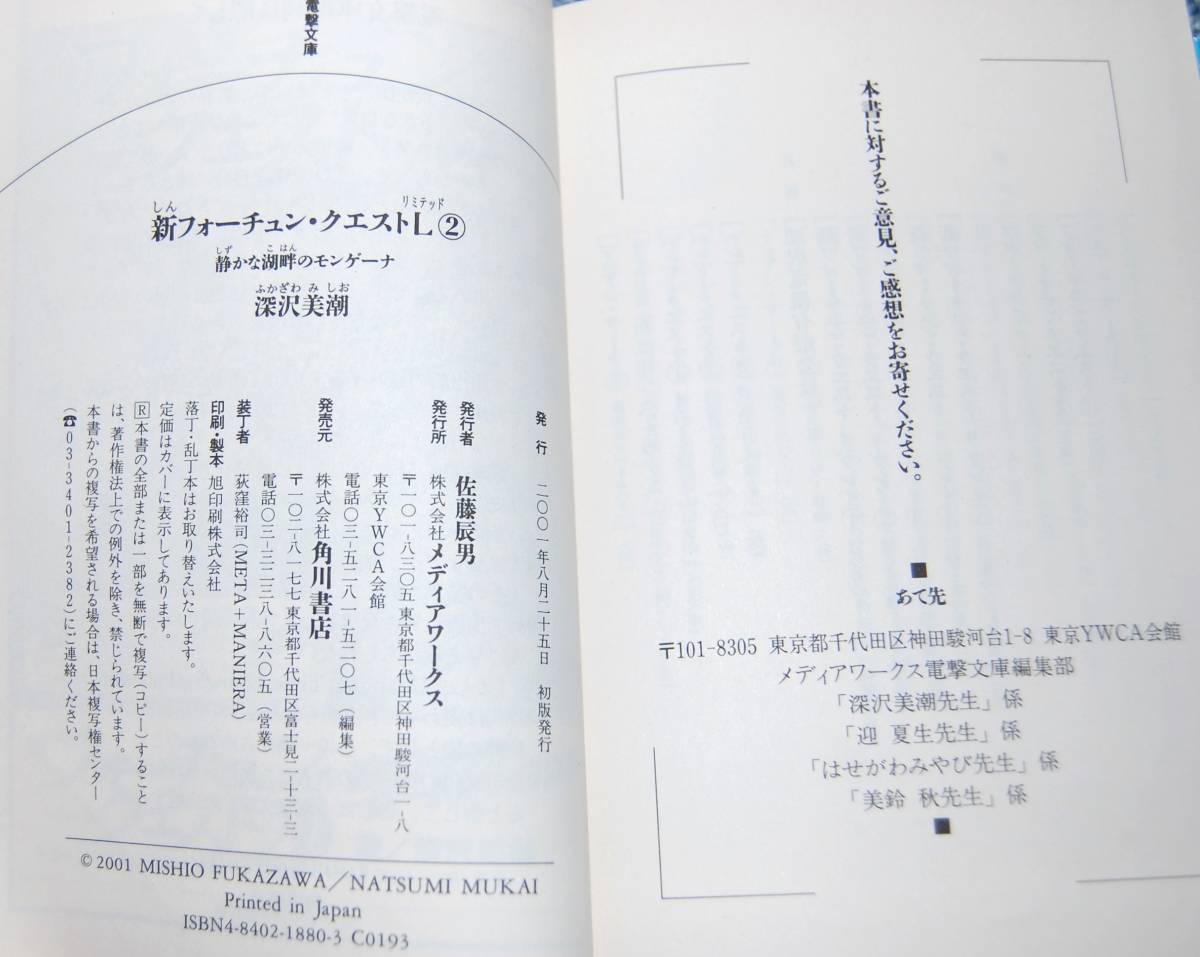 本書に対するご意見、ご感想をお寄せください。
■
あて先
〒101-8305 東京都千代田区神田駿河台1-8 東京YWCA会館
メディアワークス電撃文庫編集部
「深沢美潮先生」係
「迎 夏生先生」係
「はせがわみやび先生」係
「美鈴 秋先生」係
■
電撃文庫
しん
リミテッド
新フォーチュン・クエストL②
しず こ はん
静かな湖畔のモンゲーナ
ふかざわ み しお
深沢美潮
発行 二〇〇一年八月二十五日 初版発行
発行者 佐藤辰男
発行所 株式会社メディアワークス
〒一〇一-八三〇五 東京都千代田区神田駿河台一-八
東京YWCA会館
電話〇三-五二八一-五二〇七(編集)
発売元 株式会社角川書店
〒一〇二-八一七七 東京都千代田区富士見二-十三-三
電話〇三-三二三八-八六〇五(営業)
装丁者 荻窪裕司(META+MANIERA)
印刷・製本 旭印刷株式会社
落丁・乱丁本はお取り替えいたします。
定価はカバーに表示してあります。
Ⓡ本書の全部または一部を無断で複写(コピー)すること
は、著作権法上での例外を除き、禁じられています。
本書からの複写を希望される場合は、日本複写権センター
(☎03-3401-2382)にご連絡ください。
© 2001 MISHIO FUKAZAWA/NATSUMI MUKAI
Printed in Japan
ISBN4-8402-1880-3 C0193